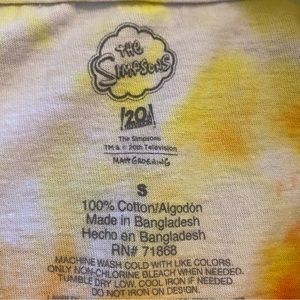 THE
SIMPSONS
20
The Simpsons
TM & © 20th Television
MATT GROENING
S
100% Cotton/Algodón
Made in Bangladesh
Hecho en Bangladesh
RN# 71868
MACHINE WASH COLD WITH LIKE COLORS.
ONLY NON-CHLORINE BLEACH WHEN NEEDED.
TUMBLE DRY LOW. COOL IRON IF NEEDED.
DO NOT IRON ON DESIGN.